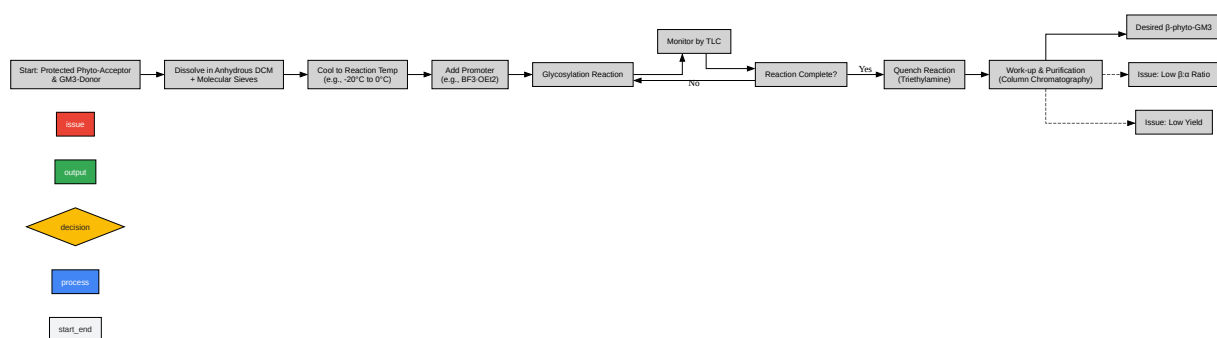 Start: Protected Phyto-Acceptor
& GM3-Donor
Dissolve in Anhydrous DCM
+ Molecular Sieves
Cool to Reaction Temp
(e.g., -20°C to 0°C)
Add Promoter
(e.g., BF3·OEt2)
Glycosylation Reaction
Monitor by TLC
Reaction Complete?
No
Yes
Quench Reaction
(Triethylamine)
Work-up & Purification
(Column Chromatography)
Desired β-phyto-GM3
Issue: Low β:α Ratio
Issue: Low Yield
issue
output
decision
process
start_end